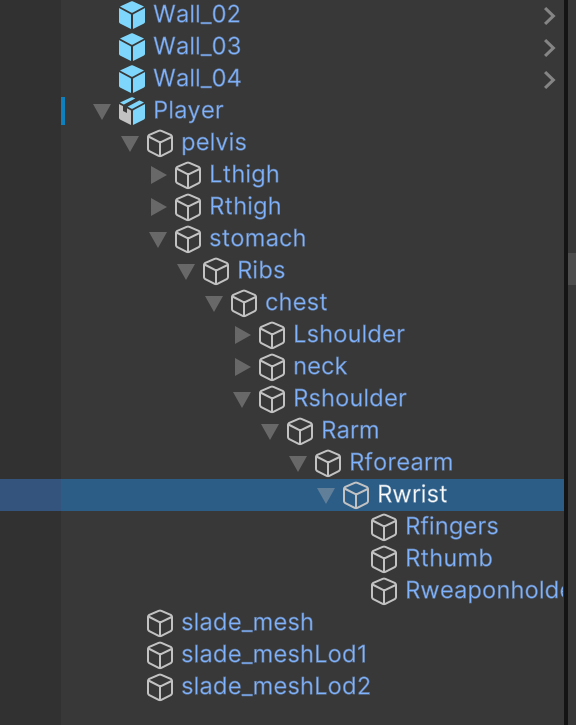 Wall_02
Wall_03
Wall_04
Player
pelvis
Lthigh
Rthigh
stomach
Ribs
chest
Lshoulder
neck
Rshoulder
Rarm
Rforearm
Rwrist
Rfingers
Rthumb
Rweaponholde
slade_mesh
slade_meshLod1
slade_meshLod2